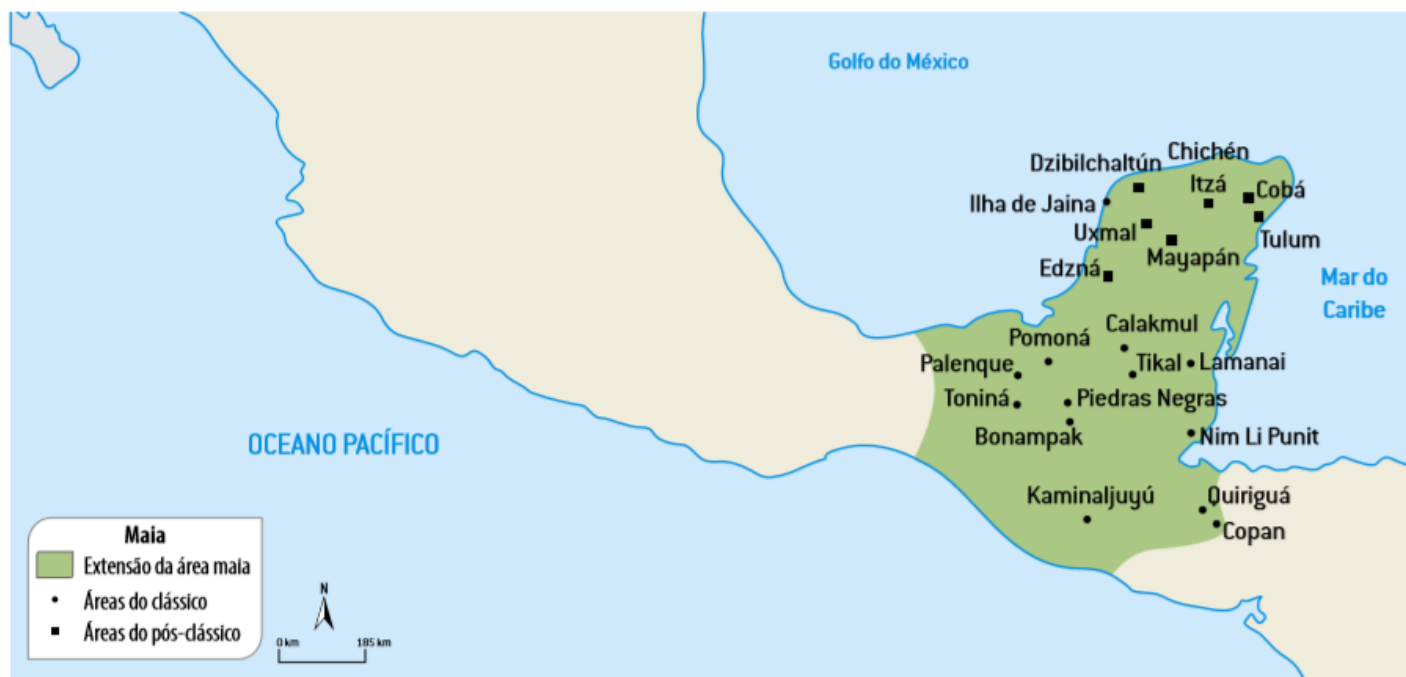 Golfo do México
Chichén
Itzá
Dzibilchaltún
Cobá
Ilha de Jaina
Uxmal
Tulum
Mayapán
Edzná
Mar do
Caribe
Calakmul
Pomoná
Palenque
Tikal
Lamanai
Toniná
Piedras Negras
Bonampak
Nim Li Punit
OCEANO PACÍFICO
Kaminaljuyú
Quiriguá
Copan
Maia
Extensão da área maia
Áreas do clássico
Áreas do pós-clássico
N
0 km 185 km